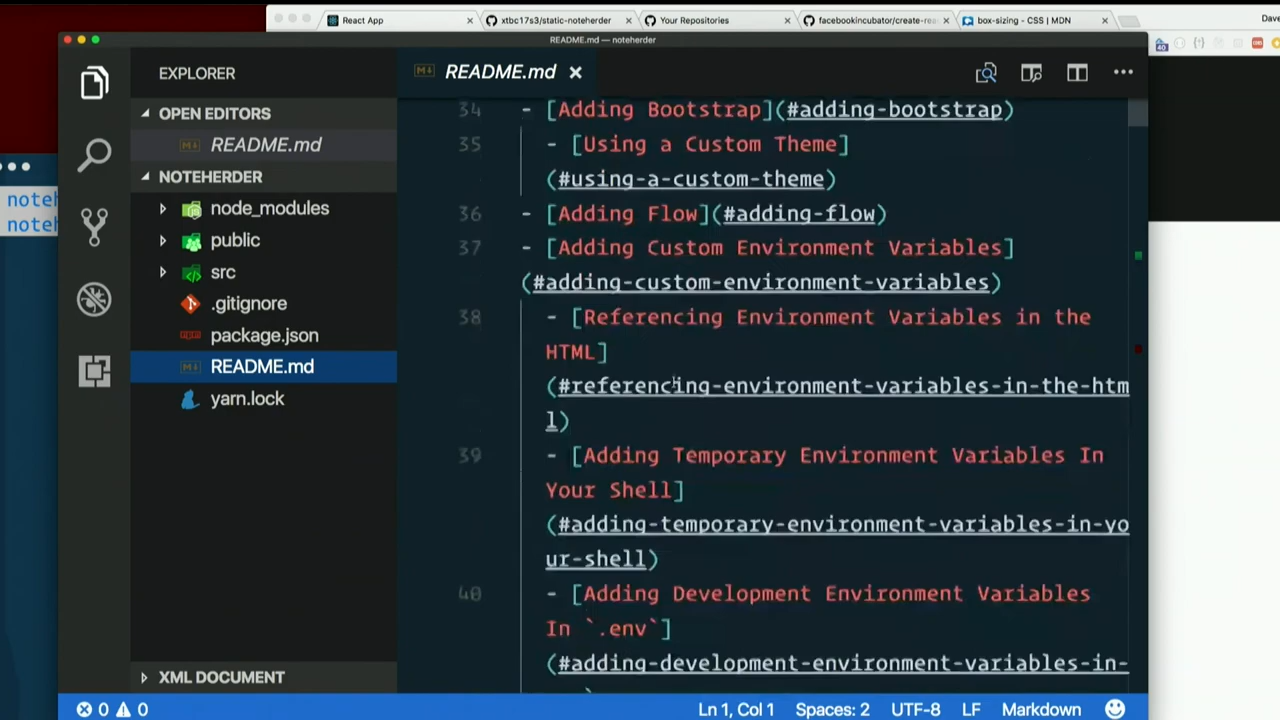 React App
xtbc17s3/static-noteherder
Your Repositories
facebookincubator/create-rea
box-sizing - CSS | MDN
Dave
README.md — noteherder
EXPLORER
OPEN EDITORS
README.md
NOTEHERDER
node_modules
public
src
.gitignore
package.json
README.md
yarn.lock
XML DOCUMENT
README.md
34 - [Adding Bootstrap](#adding-bootstrap)
35 - [Using a Custom Theme]
(#using-a-custom-theme)
36 - [Adding Flow](#adding-flow)
37 - [Adding Custom Environment Variables]
(#adding-custom-environment-variables)
38 - [Referencing Environment Variables in the
HTML]
(#referencing-environment-variables-in-the-htm
l)
39 - [Adding Temporary Environment Variables In
Your Shell]
(#adding-temporary-environment-variables-in-yo
ur-shell)
40 - [Adding Development Environment Variables
In `.env`]
(#adding-development-environment-variables-in-
noteh
noteh
40
0 0
Ln 1, Col 1 Spaces: 2 UTF-8 LF Markdown